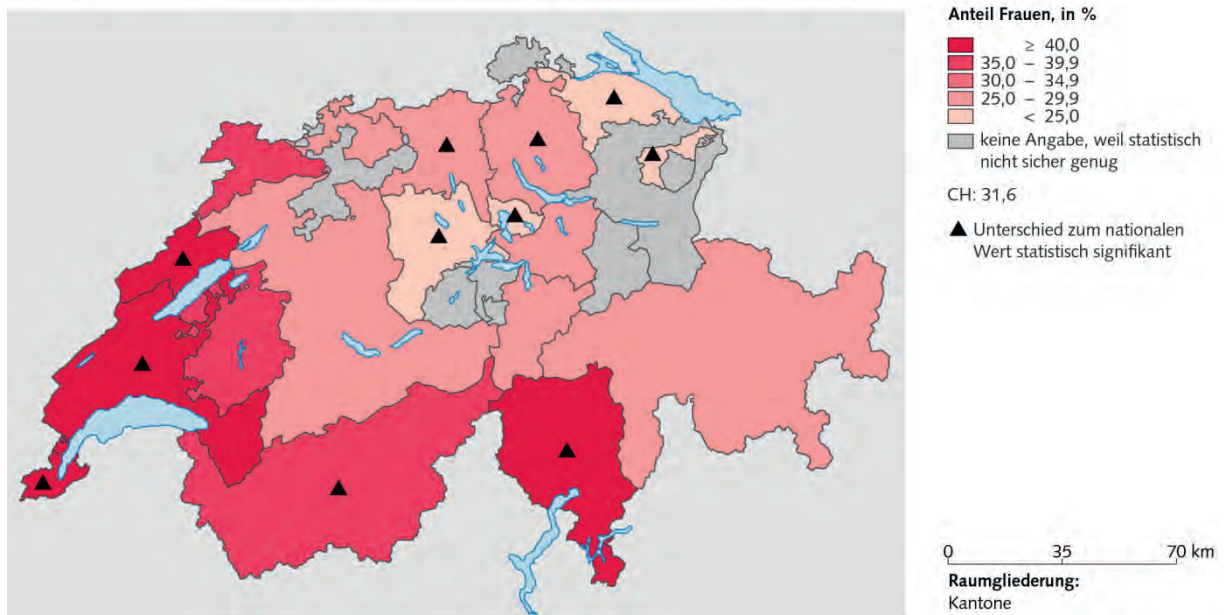 Anteil Frauen, in %
≥ 40,0
35,0 – 39,9
30,0 – 34,9
25,0 – 29,9
< 25,0
keine Angabe, weil statistisch
nicht sicher genug
CH: 31,6
Unterschied zum nationalen
Wert statistisch signifikant
0 35 70 km
Raumgliederung:
Kantone